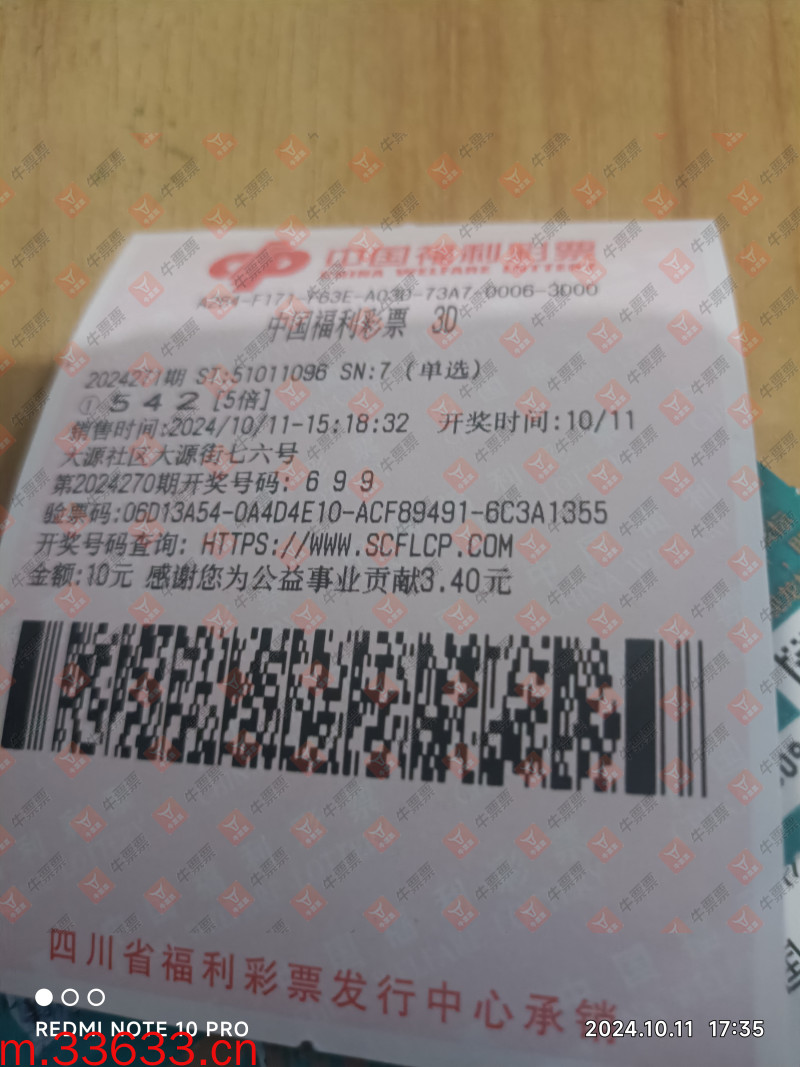 中国福利彩票
CHINA WELFARE LOTTERY
A2B4-F171-F63E-A03D-73A7-0006-3D00
中国福利彩票 3D
2024271期 ST:51011096 SN:7 (单选)
① 5 4 2 [5倍]
销售时间:2024/10/11-15:18:32 开奖时间:10/11
大源社区大源街七六号
第2024270期开奖号码: 6 9 9
验票码:06D13A54-0A4D4E10-ACF89491-6C3A1355
开奖号码查询: HTTPS://WWW.SCFLCP.COM
金额:10元 感谢您为公益事业贡献3.40元
四川省福利彩票发行中心承销
REDMI NOTE 10 PRO
2024.10.11 17:35
m.33633.cn
牛票票